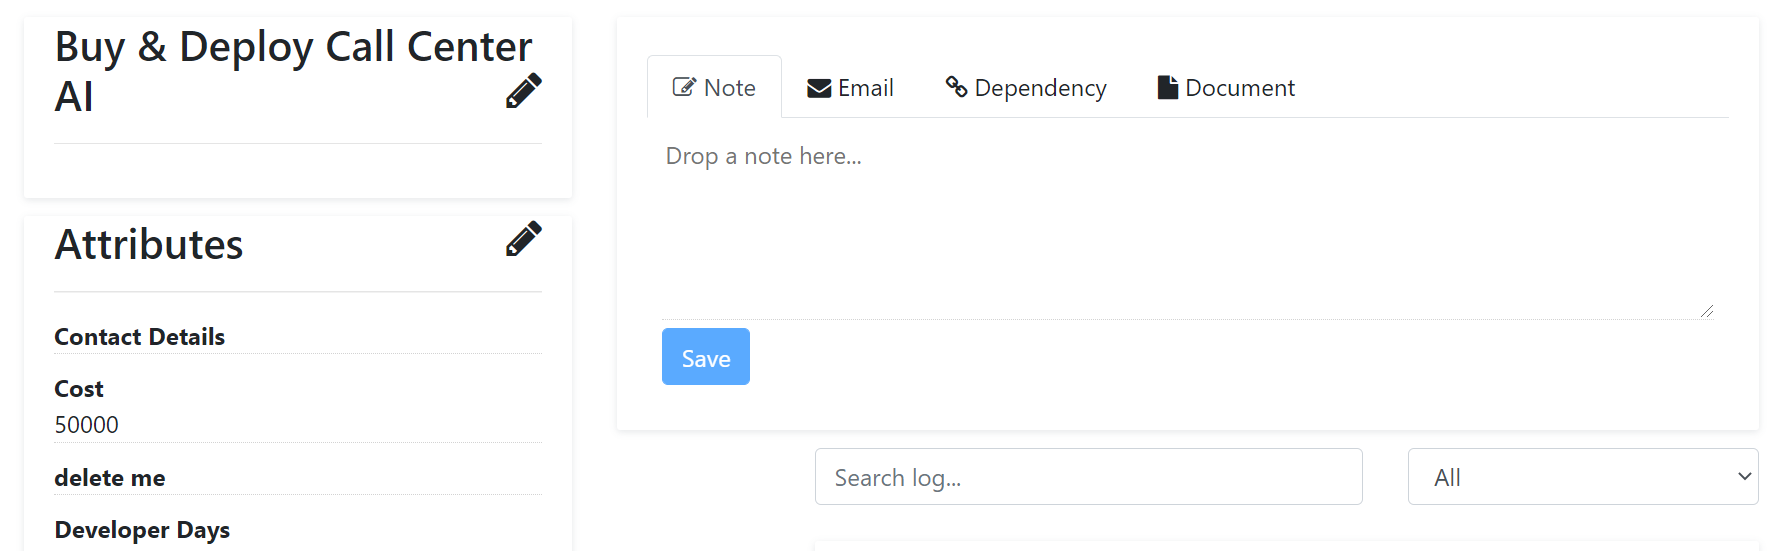 Buy & Deploy Call Center
AI
Attributes
Contact Details
Cost
50000
delete me
Developer Days
Note
Email
Dependency
Document
Drop a note here...
Save
Search log...
All